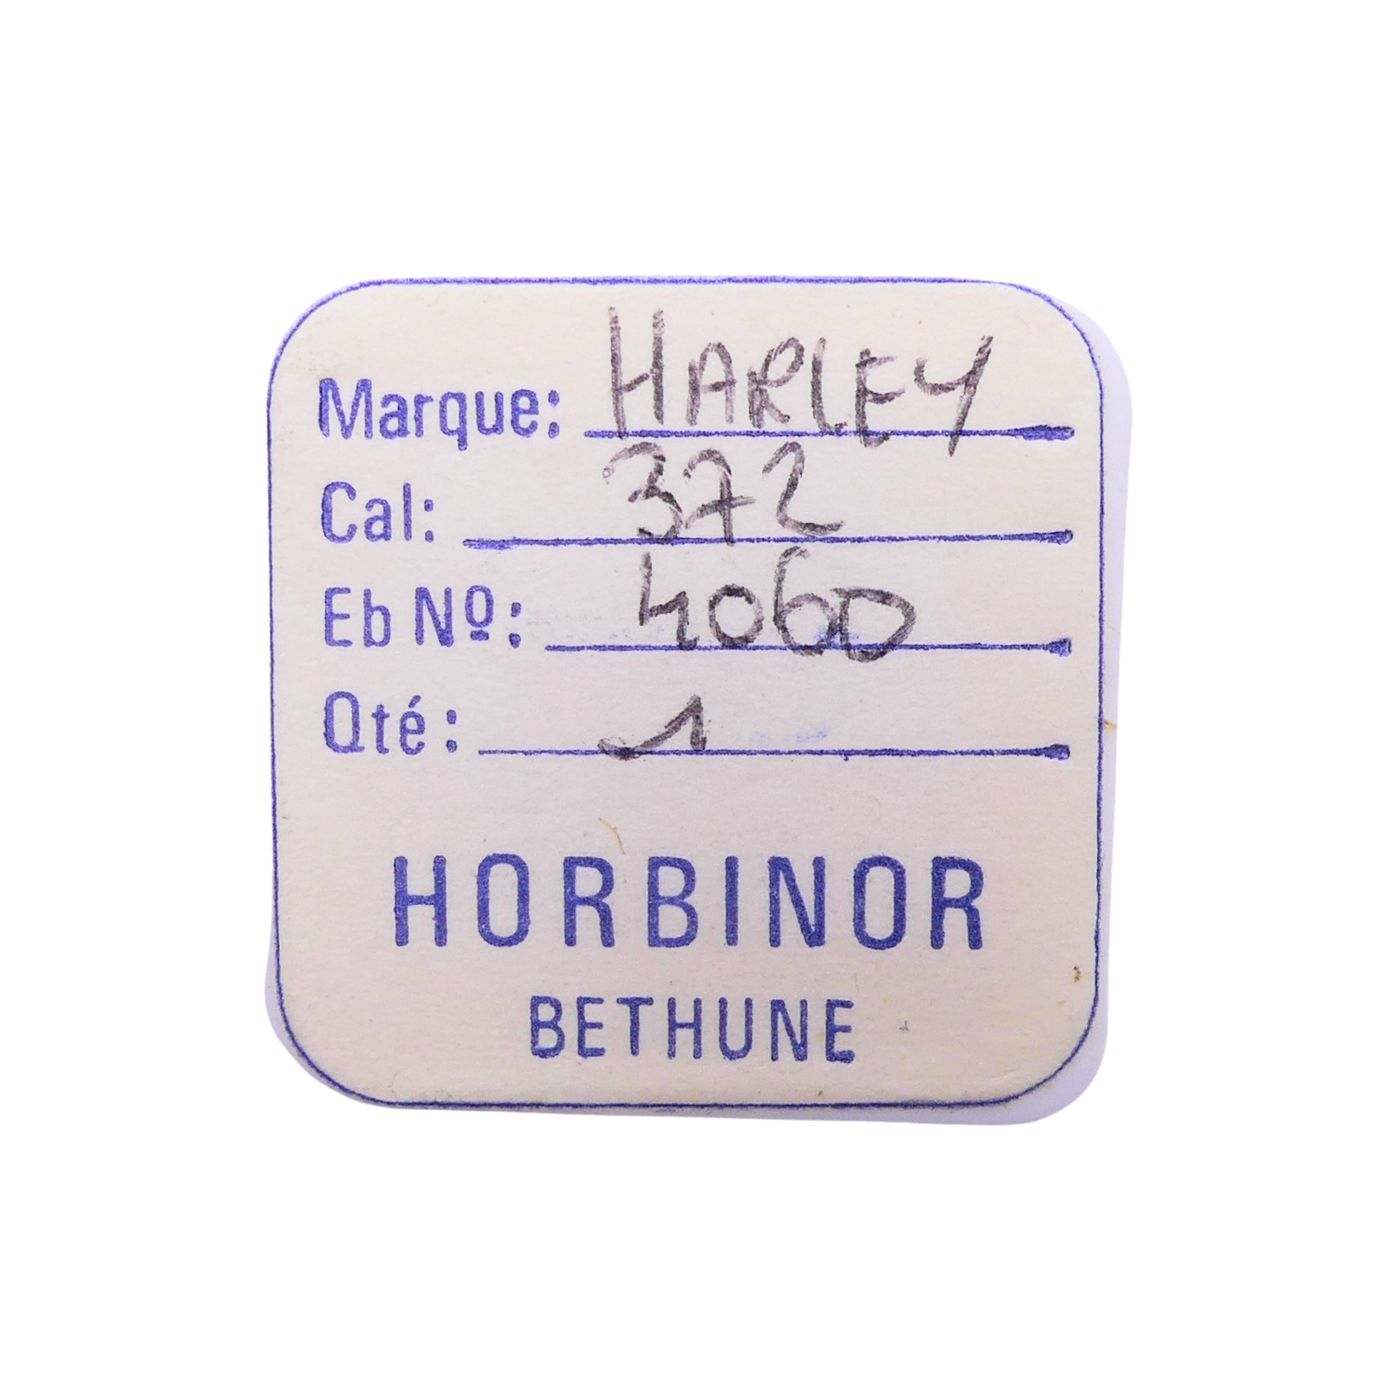 Marque: HARLEY
Cal: 372
Eb Nº: 4060
Qté: 1
HORBINOR
BETHUNE